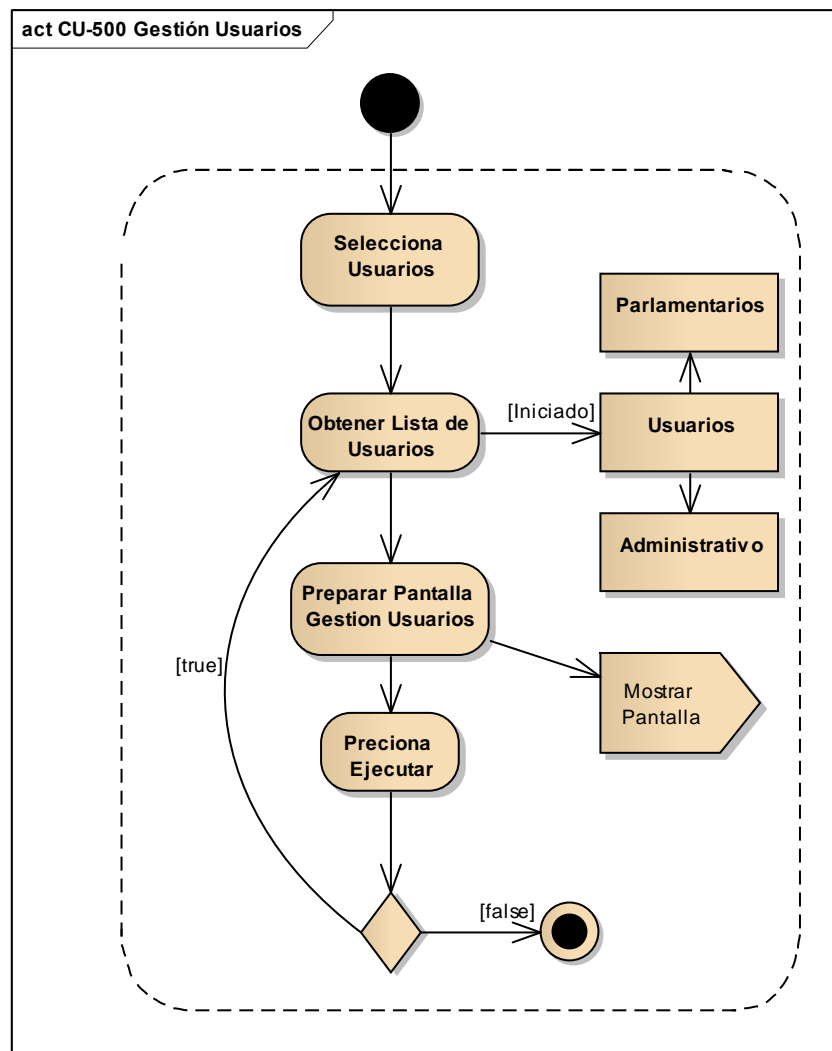 act CU-500 Gestión Usuarios
Selecciona
Usuarios
Parlamentarios
Obtener Lista de
Usuarios
[Iniciado]
Usuarios
Administrativo
Preparar Pantalla
Gestion Usuarios
[true]
Mostrar
Pantalla
Preciona
Ejecutar
[false]